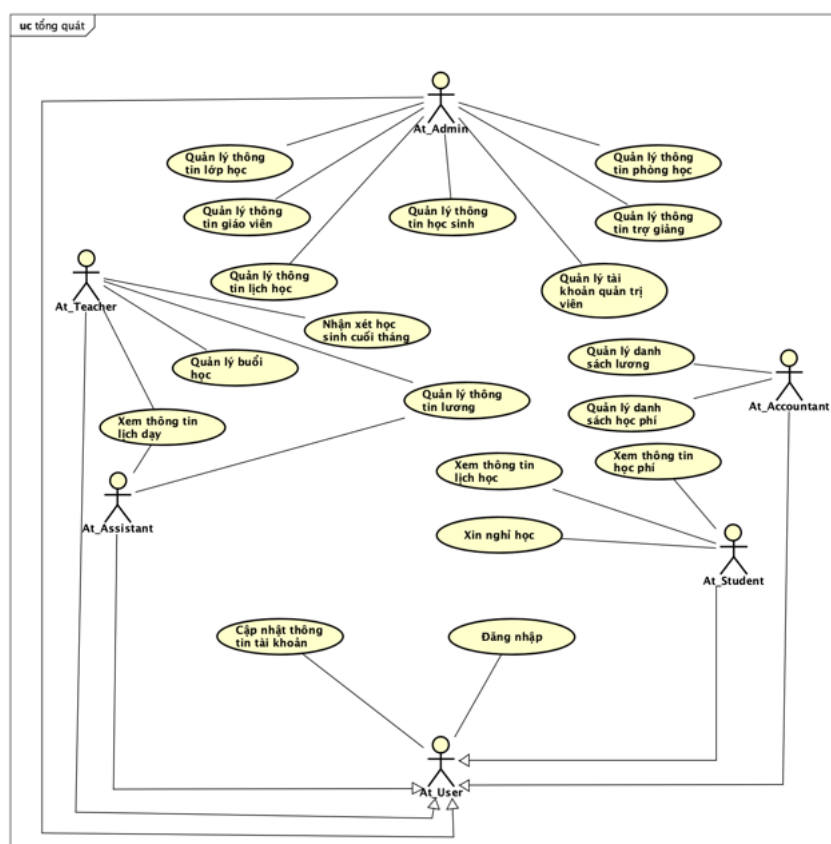 uc tổng quát
At_Admin
Quản lý thông
tin lớp học
Quản lý thông
tin phòng học
Quản lý thông
tin giáo viên
Quản lý thông
tin học sinh
Quản lý thông
tin trợ giảng
Quản lý thông
tin lịch học
Quản lý tài
khoản quản trị
viên
At_Teacher
Nhận xét học
sinh cuối tháng
Quản lý buổi
học
Quản lý danh
sách lương
At_Accountant
Quản lý thông
tin lương
Quản lý danh
sách học phí
Xem thông tin
lịch dạy
Xem thông tin
lịch học
Xem thông tin
học phí
At_Assistant
Xin nghỉ học
At_Student
Cập nhật thông
tin tài khoản
Đăng nhập
At_User